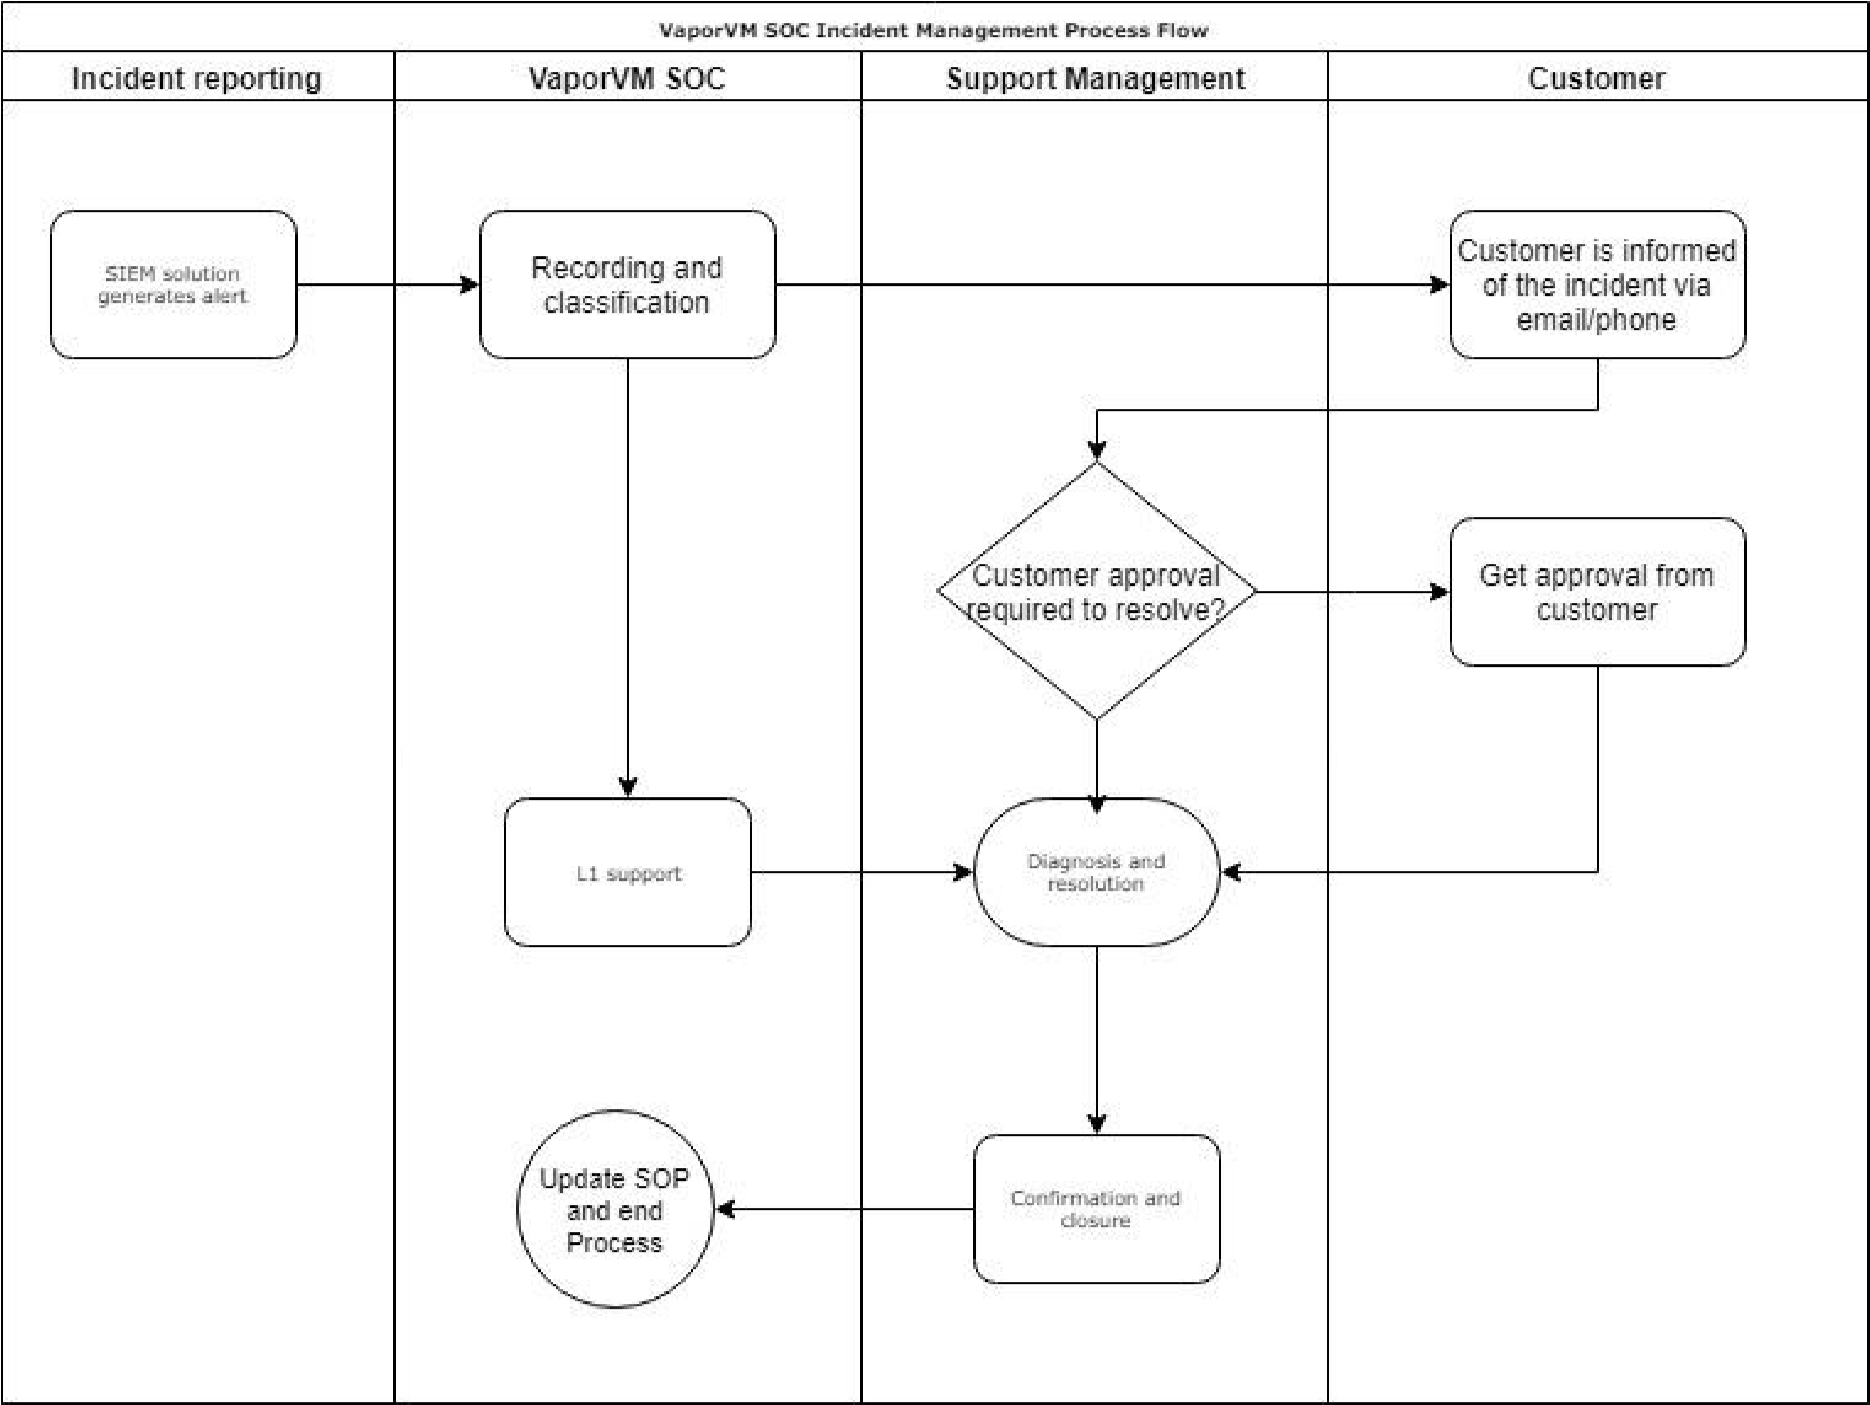 VaporVM SOC Incident Management Process Flow
Incident reporting
VaporVM SOC
Support Management
Customer
SIEM solution
generates alert
Recording and
classification
Customer is informed
of the incident via
email/phone
Customer approval
required to resolve?
Get approval from
customer
L1 support
Diagnosis and
resolution
Update SOP
and end
Process
Confirmation and
closure